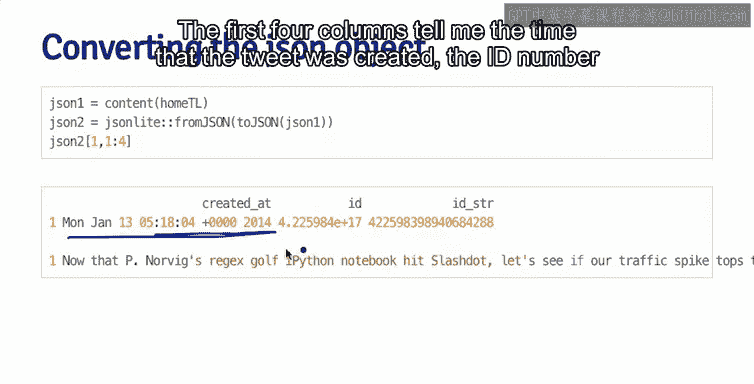 The first four columns tell me the time
that the tweet was created, the ID number
Converting the json object
json1 = content(homeTL)
json2 = jsonlite::fromJSON(toJSON(json1))
json2[1,1:4]
created_at id id_str
1 Mon Jan 13 05:18:04 +0000 2014 4.225984e+17 422598398940684288
1 Now that P. Norvig's regex golf IPython notebook hit Slashdot, let's see if our traffic spike tops t